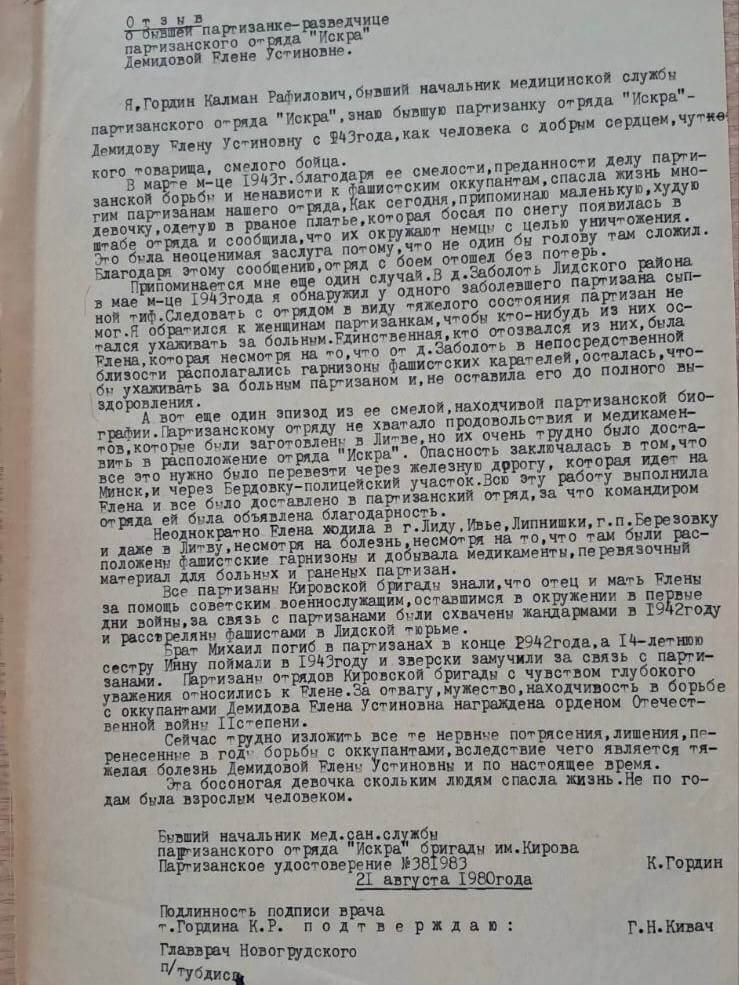 О т з ы в
о бывшей партизанке-разведчице
партизанского отряда "Искра"
Демидовой Елене Устиновне.
Я,Гордин Калман Рафилович,бывший начальник медицинской службы
партизанского отряда "Искра",знаю бывшую партизанку отряда "Искра"-
Демидову Елену Устиновну с 1943года,как человека с добрым сердцем,чутко-
кого товарища, смелого бойца.
В марте м-це 1943г.благодаря ее смелости,преданности делу парти-
занской борьбы и ненависти к фашистским оккупантам,спасла жизнь мно-
гим партизанам нашего отряда,Как сегодня,припоминаю маленькую,худую
девочку,одетую в рваное платье,которая босая по снегу появилась в
штабе отряда и сообщила,что их окружают немцы с целью уничтожения.
Это была неоценимая заслуга потому,что не один бы голову там сложил.
Благодаря этому сообщению,отряд с боем отошел без потерь.
Припоминается мне еще один случай.В д.Заболоть Лидского района
в мае м-це 1943года я обнаружил у одного заболевшего партизана сып-
ной тиф.Следовать с отрядом в виду тяжелого состояния партизан не
мог.Я обратился к женщинам партизанкам,чтобы кто-нибудь из них ос-
тался ухаживать за больным.Единственная,кто отозвался из них,была
Елена,которая несмотря на то,что от д.Заболоть в непосредственной
близости располагались гарнизоны фашистских карателей,осталась,что-
бы ухаживать за больным партизаном и,не оставила его до полного вы-
здоровления.
А вот еще один эпизод из ее смелой,находчивой партизанской био-
графии.Партизанскому отряду не хватало продовольствия и медикамен-
тов,которые были заготовлены в Литве,но их очень трудно было доста-
вить в расположение отряда "Искра". Опасность заключалась в том,что
все это нужно было перевезти через железную дорогу, которая идет на
Минск,и через Бердовку-полицейский участок.Всю эту работу выполнила
Елена и все было доставлено в партизанский отряд,за что командиром
отряда ей была объявлена благодарность.
Неоднократно Елена ходила в г.Лиду,Ивье,Липнишки,г.п.Березовку
и даже в Литву,несмотря на болезнь,несмотря на то,что там были рас-
положены фашистские гарнизоны и добывала медикаменты,перевязочный
материал для больных и раненых партизан.
Все партизаны Кировской бригады знали,что отец и мать Елены
за помощь советским военнослужащим,оставшимся в окружении в первые
дни войны,за связь с партизанами были схвачены жандармами в 1942году
и расстреляны фашистами в Лидской тюрьме.
Брат Михаил погиб в партизанах в конце 1942года,а 14-летнюю
сестру Инну поймали в 1943году и зверски замучили за связь с парти-
занами. Партизаны отрядов Кировской бригады с чувством глубокого
уважения относились к Елене.За отвагу,мужество,находчивость в борьбе
с оккупантами Демидова Елена Устиновна награждена орденом Отечест-
венной войны IIстепени.
Сейчас трудно изложить все те нервные потрясения,лишения,пе-
ренесенные в годы борьбы с оккупантами,вследствие чего является тя-
желая болезнь Демидовой Елены Устиновны и по настоящее время.
Эта босоногая девочка скольким людям спасла жизнь.Не по го-
дам была взрослым человеком.
Бывший начальник мед.сан.службы
партизанского отряда "Искра" бригады им.Кирова
Партизанское удостоверение №381983 К.Гордин
21 августа 1980года
Подлинность подписи врача
т.Гордина К.Р. п о д т в е р ж д а ю : Г.Н.Кивач
Главврач Новогрудского
п/тубдисп